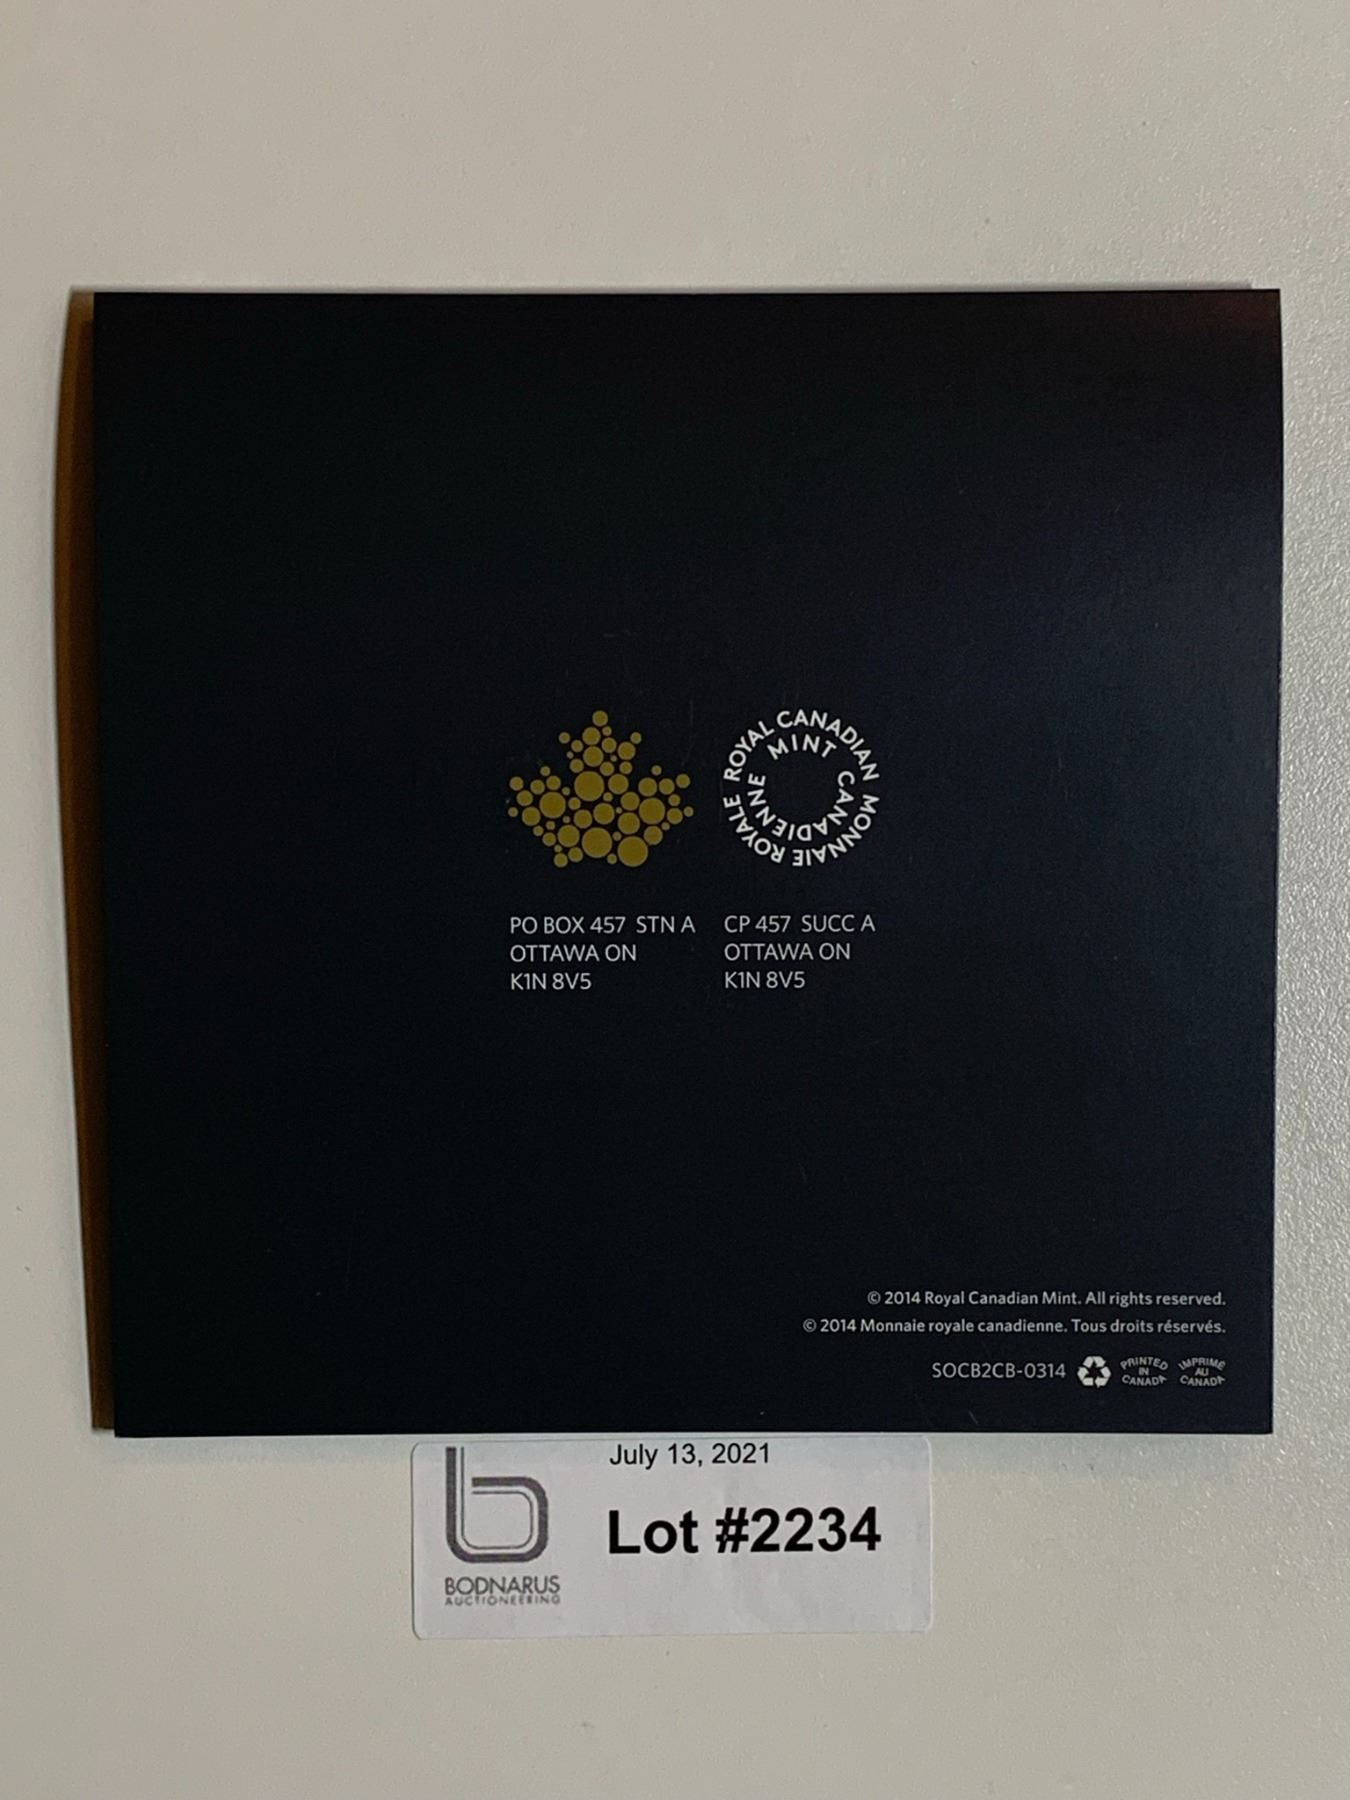 ROYAL CANADIAN MINT
MONNAIE ROYALE CANADIENNE
PO BOX 457 STN A
OTTAWA ON
K1N 8V5
CP 457 SUCC A
OTTAWA ON
K1N 8V5
© 2014 Royal Canadian Mint. All rights reserved.
© 2014 Monnaie royale canadienne. Tous droits réservés.
SOCB2CB-0314
PRINTED
IN
CANADA
IMPRIMÉ
AU
CANADA
July 13, 2021
Lot #2234
BODNARUS
AUCTIONEERING